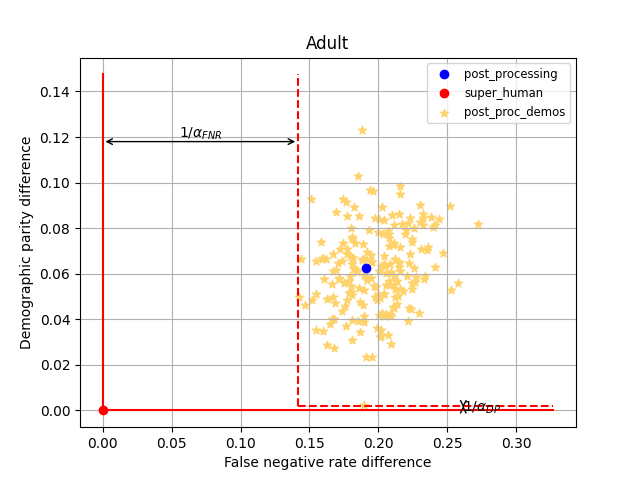 Adult
post_processing
super_human
post_proc_demos
1/α_FNR
1/α_DP
Demographic parity difference
0.14
0.12
0.10
0.08
0.06
0.04
0.02
0.00
0.00 0.05 0.10 0.15 0.20 0.25 0.30
False negative rate difference